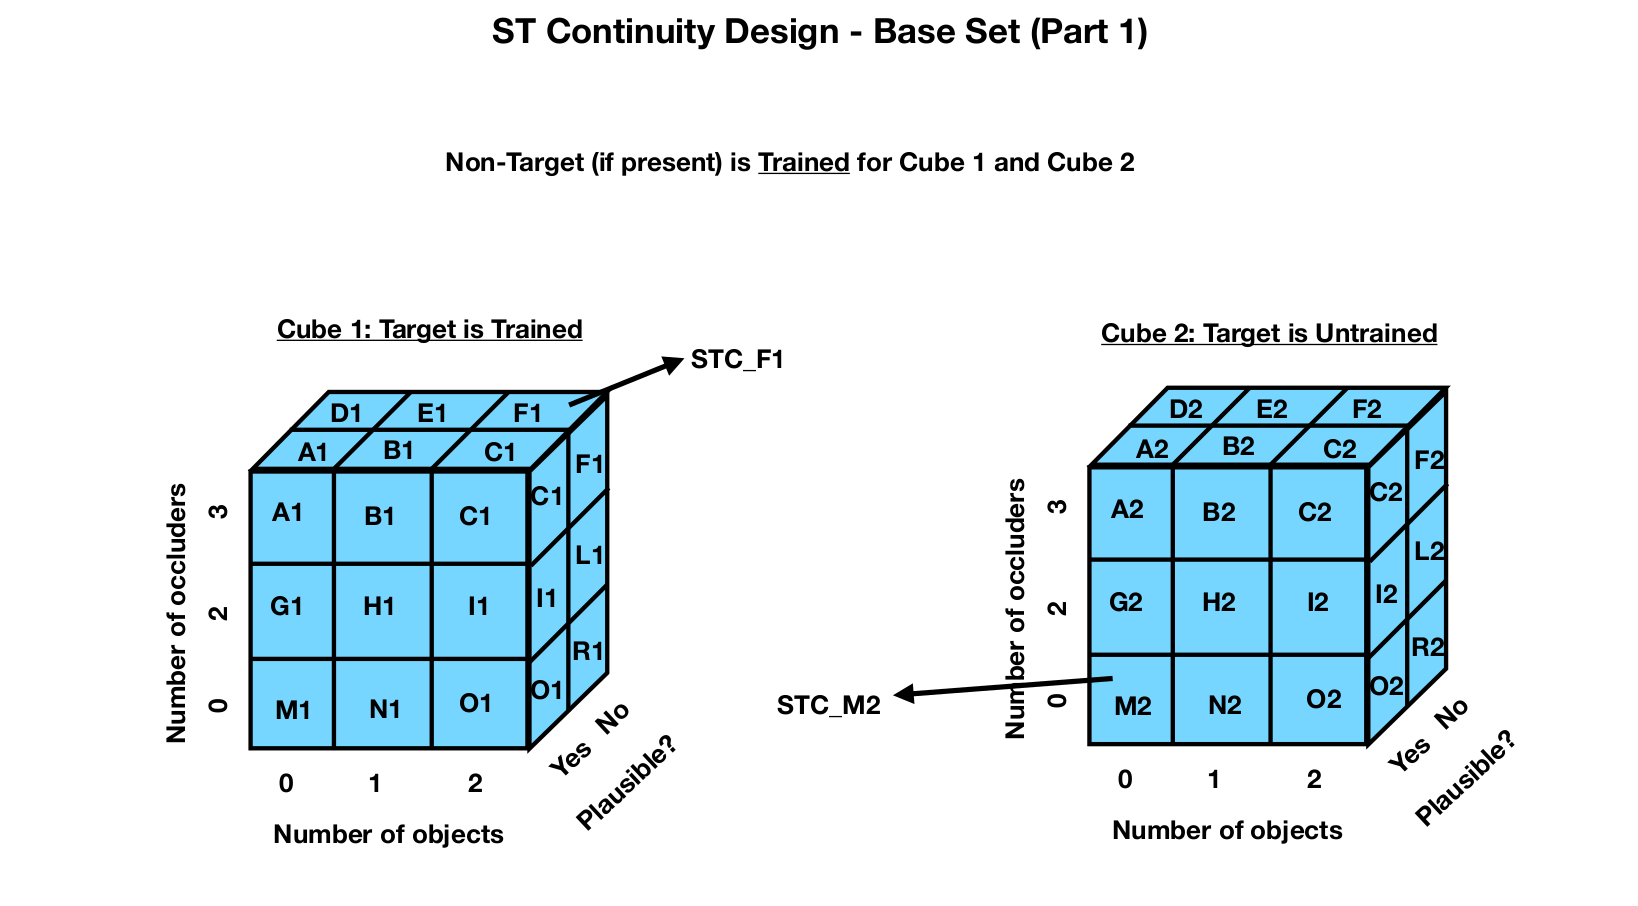 ST Continuity Design - Base Set (Part 1)
Non-Target (if present) is Trained for Cube 1 and Cube 2
Cube 1: Target is Trained
STC_F1
D1 E1 F1
A1 B1 C1
F1
C1
A1 B1 C1
L1
I1
G1 H1 I1
R1
O1
M1 N1 O1
3
2
0
Number of occluders
0 1 2
Number of objects
Yes No
Plausible?
Cube 2: Target is Untrained
STC_M2
D2 E2 F2
A2 B2 C2
F2
C2
A2 B2 C2
L2
I2
G2 H2 I2
R2
O2
M2 N2 O2
3
2
0
Number of occluders
0 1 2
Number of objects
Yes No
Plausible?